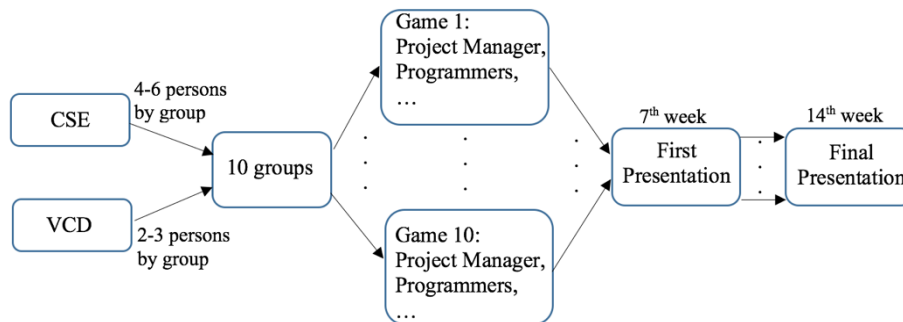 4-6 persons
by group
CSE
VCD
2-3 persons
by group
10 groups
Game 1:
Project Manager,
Programmers,
…
Game 10:
Project Manager,
Programmers,
…
7th week
First
Presentation
14th week
Final
Presentation